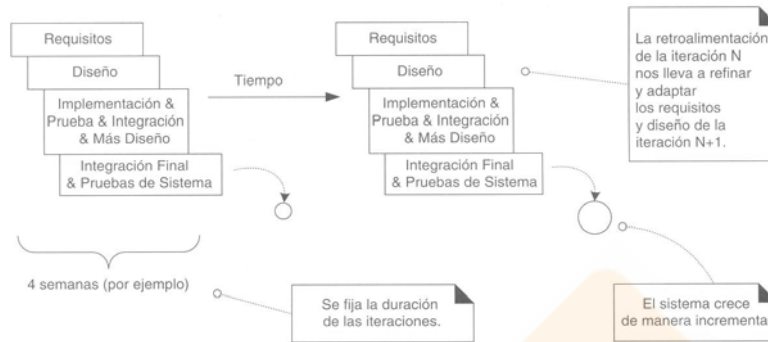 Requisitos
Diseño
Implementación &
Prueba & Integración
& Más Diseño
Integración Final
& Pruebas de Sistema
Tiempo
Requisitos
Diseño
Implementación &
Prueba & Integración
& Más Diseño
Integración Final
& Pruebas de Sistema
La retroalimentación
de la iteración N
nos lleva a refinar
y adaptar
los requisitos
y diseño de la
iteración N+1.
4 semanas (por ejemplo)
Se fija la duración
de las iteraciones.
El sistema crece
de manera incrementa